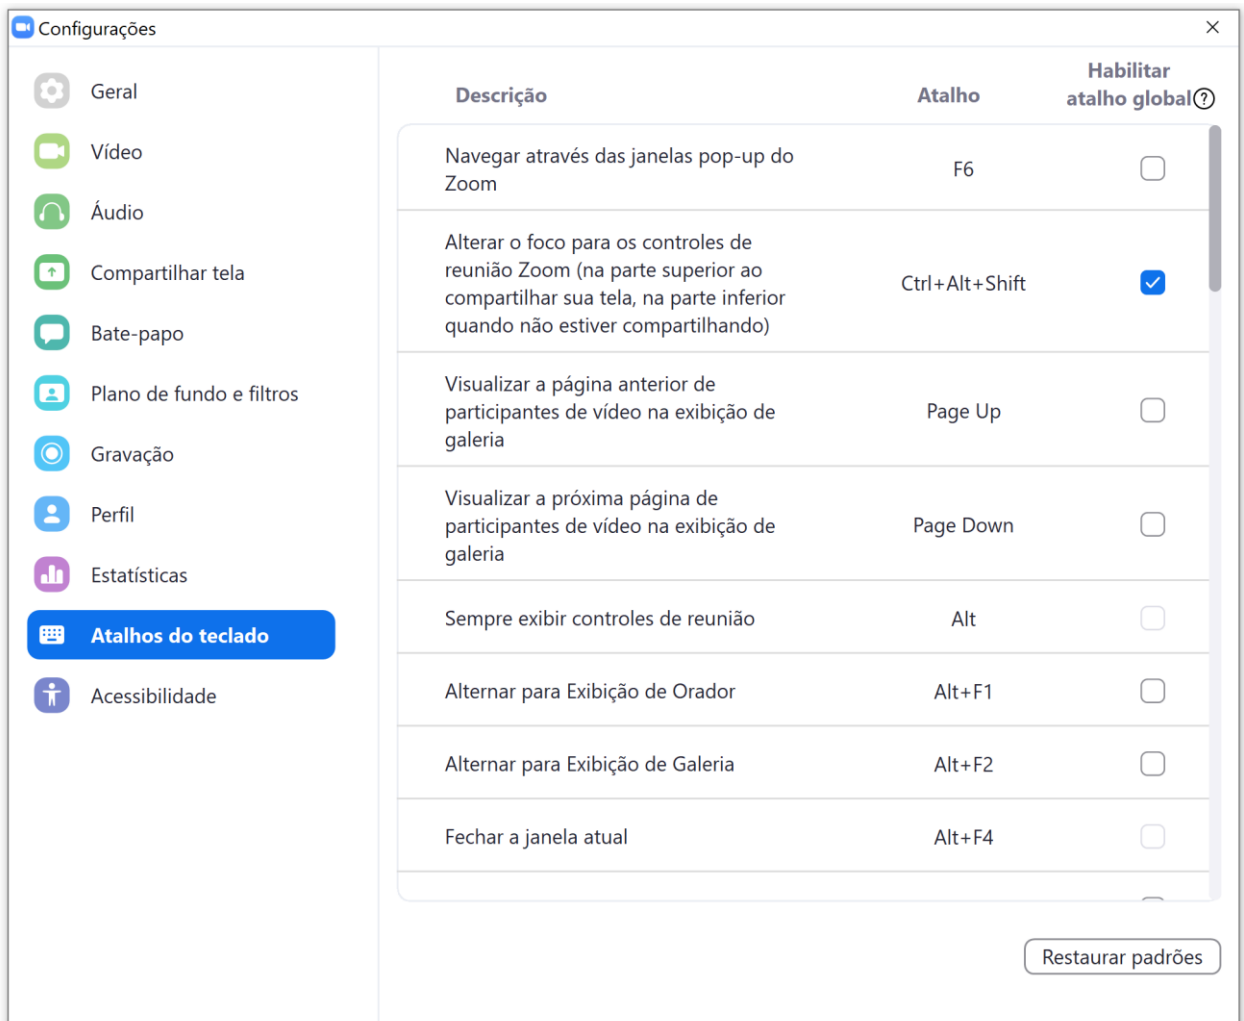 Configurações
Geral
Vídeo
Áudio
Compartilhar tela
Bate-papo
Plano de fundo e filtros
Gravação
Perfil
Estatísticas
Atalhos do teclado
Acessibilidade
Descrição
Atalho
Habilitar
atalho global
Navegar através das janelas pop-up do
Zoom
F6
Alterar o foco para os controles de
reunião Zoom (na parte superior ao
compartilhar sua tela, na parte inferior
quando não estiver compartilhando)
Ctrl+Alt+Shift
Visualizar a página anterior de
participantes de vídeo na exibição de
galeria
Page Up
Visualizar a próxima página de
participantes de vídeo na exibição de
galeria
Page Down
Sempre exibir controles de reunião
Alt
Alternar para Exibição de Orador
Alt+F1
Alternar para Exibição de Galeria
Alt+F2
Fechar a janela atual
Alt+F4
Restaurar padrões